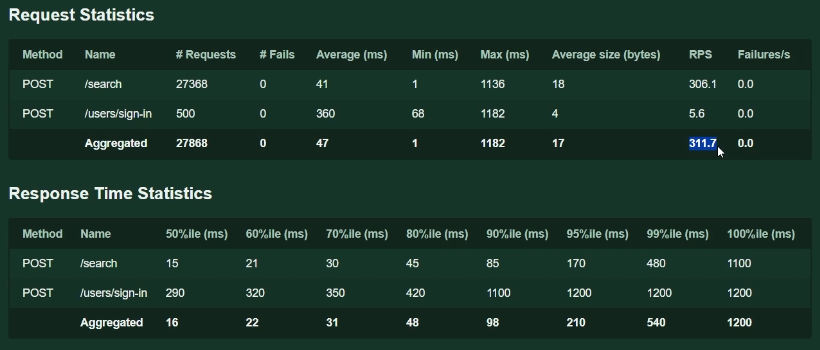 Request Statistics
Method Name # Requests # Fails Average (ms) Min (ms) Max (ms) Average size (bytes) RPS Failures/s
POST /search 27368 0 41 1 1136 18 306.1 0.0
POST /users/sign-in 500 0 360 68 1182 4 5.6 0.0
Aggregated 27868 0 47 1 1182 17 311.7 0.0
Response Time Statistics
Method Name 50%ile (ms) 60%ile (ms) 70%ile (ms) 80%ile (ms) 90%ile (ms) 95%ile (ms) 99%ile (ms) 100%ile (ms)
POST /search 15 21 30 45 85 170 480 1100
POST /users/sign-in 290 320 350 420 1100 1200 1200 1200
Aggregated 16 22 31 48 98 210 540 1200